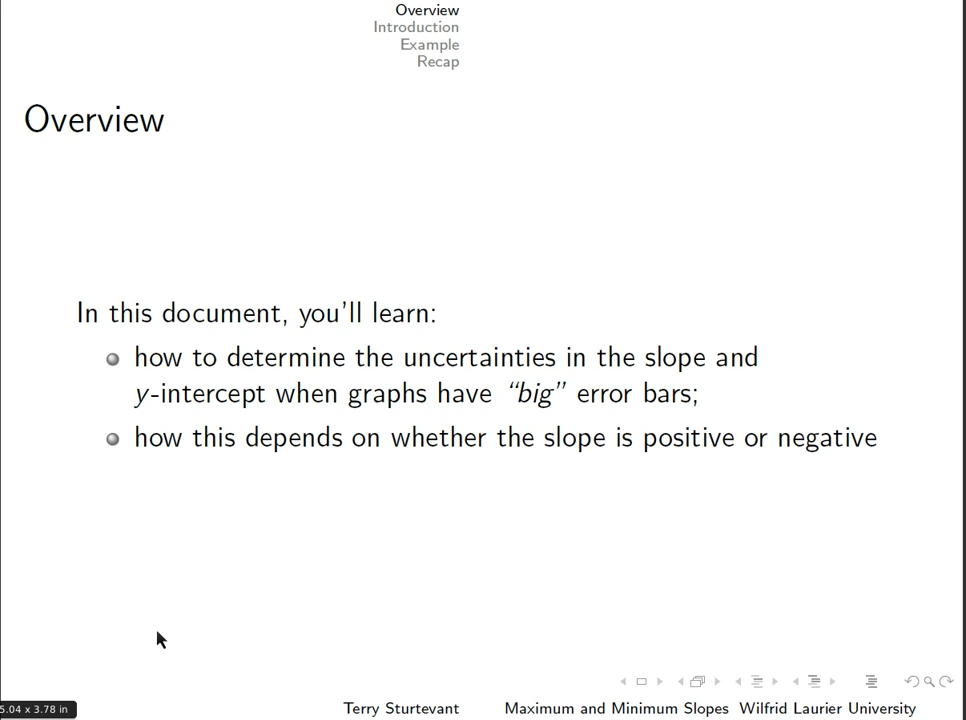 Overview
Introduction
Example
Recap
Overview
In this document, you'll learn:
how to determine the uncertainties in the slope and
y-intercept when graphs have “big” error bars;
how this depends on whether the slope is positive or negative
5.04 x 3.78 in
Terry Sturtevant Maximum and Minimum Slopes Wilfrid Laurier University